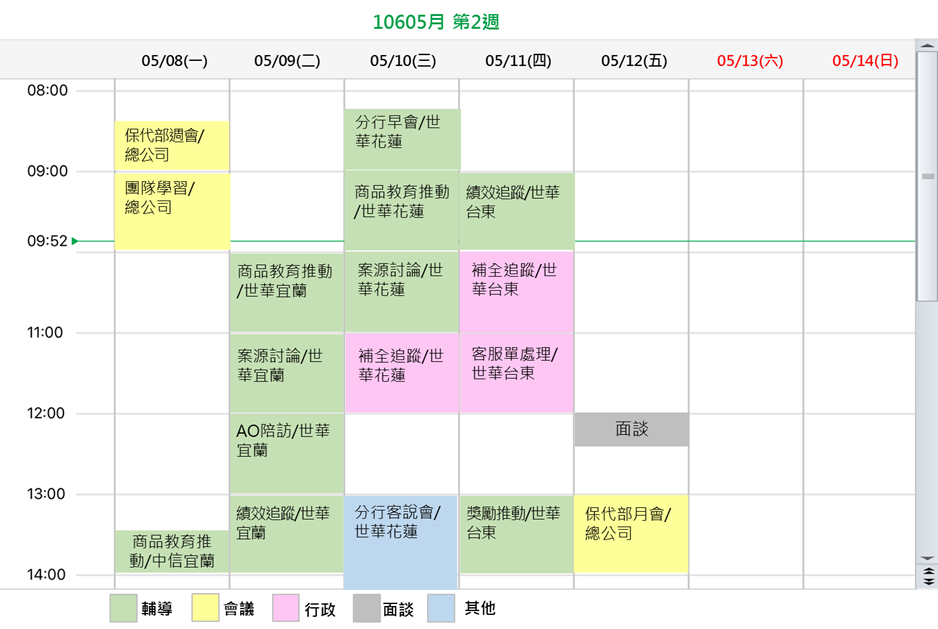 10605月 第2週
05/08(一) 05/09(二) 05/10(三) 05/11(四) 05/12(五) 05/13(六) 05/14(日)
08:00
分行早會/世
華花蓮
保代部週會/
總公司
09:00
團隊學習/
總公司
商品教育推動
/世華花蓮
績效追蹤/世華
台東
09:52
商品教育推動
/世華宜蘭
案源討論/世
華花蓮
補全追蹤/世
華台東
11:00
案源討論/世
華宜蘭
補全追蹤/世
華花蓮
客服單處理/
世華台東
12:00
AO陪訪/世華
宜蘭
面談
13:00
績效追蹤/世華
宜蘭
分行客說會/
世華花蓮
獎勵推動/世華
台東
保代部月會/
總公司
商品教育推
動/中信宜蘭
14:00
輔導 會議 行政 面談 其他